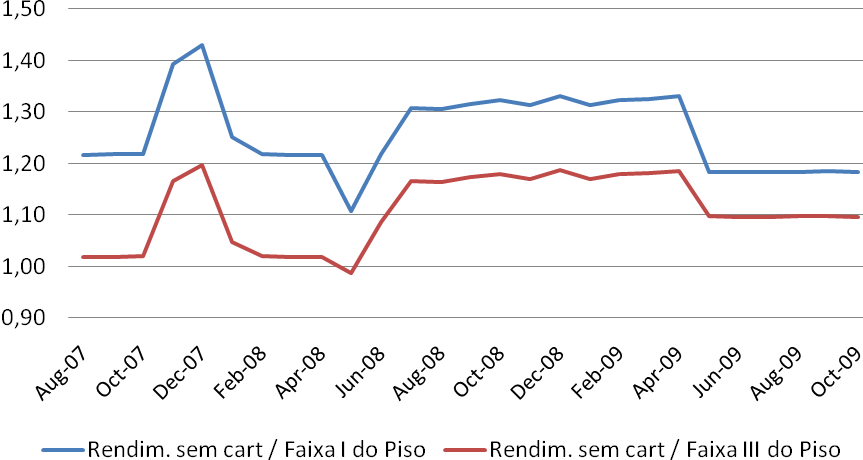 1,50
1,40
1,30
1,20
1,10
1,00
0,90
Aug-07
Oct-07
Dec-07
Feb-08
Apr-08
Jun-08
Aug-08
Oct-08
Dec-08
Feb-09
Apr-09
Jun-09
Aug-09
Oct-09
Rendim. sem cart / Faixa I do Piso
Rendim. sem cart / Faixa III do Piso